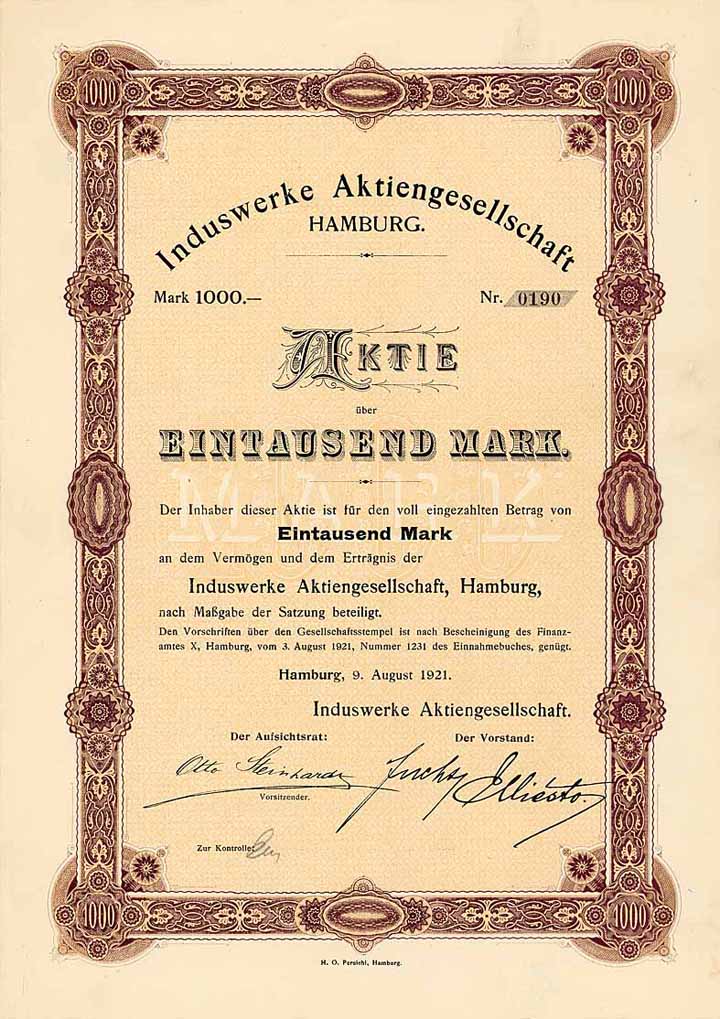 1000 1000
Induswerke Aktiengesellschaft
HAMBURG.
Mark 1000.— Nr. 0190
AKTIE
über
EINTAUSEND MARK.
MARK
Der Inhaber dieser Aktie ist für den voll eingezahlten Betrag von
Eintausend Mark
an dem Vermögen und dem Erträgnis der
Induswerke Aktiengesellschaft, Hamburg,
nach Maßgabe der Satzung beteiligt.
Den Vorschriften über den Gesellschaftsstempel ist nach Bescheinigung des Finanz-
amtes X, Hamburg, vom 3. August 1921, Nummer 1231 des Einnahmebuches, genügt.
Hamburg, 9. August 1921.
Induswerke Aktiengesellschaft.
Der Aufsichtsrat: Der Vorstand:
Otto Steinhardt
Vorsitzender.
Zur Kontrolle:
1000 1000
H. O. Persiehl, Hamburg.